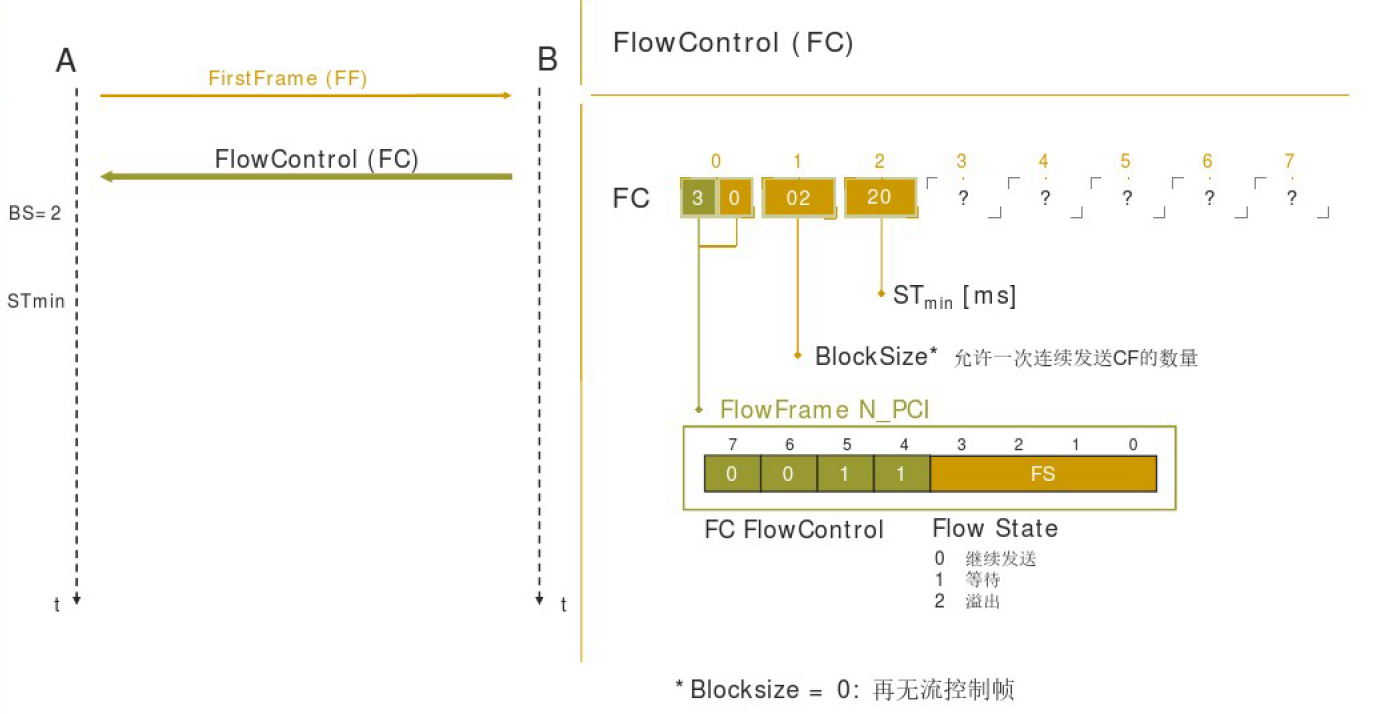 A
B
FirstFrame (FF)
FlowControl (FC)
BS= 2
STmin
t
t
FlowControl (FC)
0 1 2 3 4 5 6 7
FC 3 0 02 20 ? ? ? ? ?
STmin [ms]
BlockSize* 允许一次连续发送CF的数量
FlowFrame N_PCI
7 6 5 4 3 2 1 0
0 0 1 1 FS
FC FlowControl
Flow State
0 继续发送
1 等待
2 溢出
* Blocksize = 0: 再无流控制帧